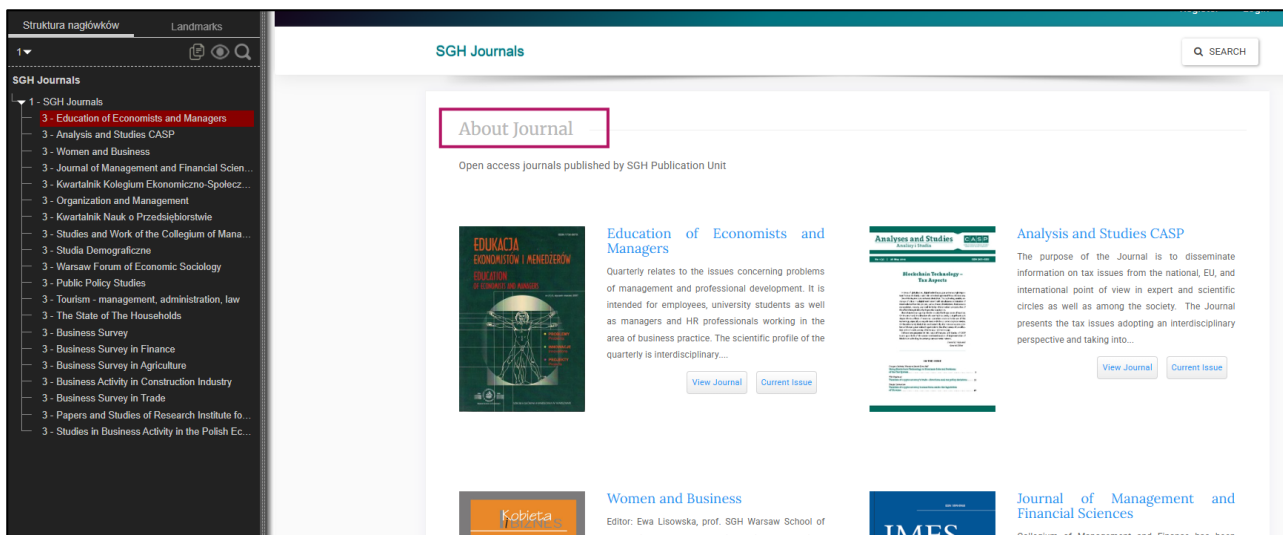 Struktura nagłówków
Landmarks
1
SGH Journals
1 - SGH Journals
3 - Education of Economists and Managers
3 - Analysis and Studies CASP
3 - Women and Business
3 - Journal of Management and Financial Scien...
3 - Kwartalnik Kolegium Ekonomiczno-Społecz...
3 - Organization and Management
3 - Kwartalnik Nauk o Przedsiębiorstwie
3 - Studies and Work of the Collegium of Mana...
3 - Studia Demograficzne
3 - Warsaw Forum of Economic Sociology
3 - Public Policy Studies
3 - Tourism - management, administration, law
3 - The State of The Households
3 - Business Survey
3 - Business Survey in Finance
3 - Business Survey in Agriculture
3 - Business Activity in Construction Industry
3 - Business Survey in Trade
3 - Papers and Studies of Research Institute fo...
3 - Studies in Business Activity in the Polish Ec...
SGH Journals
SEARCH
About Journal
Open access journals published by SGH Publication Unit
EDUKACJA
EKONOMISTÓW I MENEDŻERÓW
EDUCATION
OF ECONOMISTS AND MANAGERS
Education of Economists and
Managers
Quarterly relates to the issues concerning problems
of management and professional development. It is
intended for employees, university students as well
as managers and HR professionals working in the
area of business practice. The scientific profile of the
quarterly is interdisciplinary....
View Journal
Current Issue
Analyses and Studies
CASP
Blockchain Technology –
Tax Aspects
Analysis and Studies CASP
The purpose of the Journal is to disseminate
information on tax issues from the national, EU, and
international point of view in expert and scientific
circles as well as among the society. The Journal
presents the tax issues adopting an interdisciplinary
perspective and taking into...
View Journal
Current Issue
Kobieta
i BIZNES
Women and Business
Editor: Ewa Lisowska, prof. SGH Warsaw School of
Journal of Management and
Financial Sciences
Collegium of Management and Finance has been